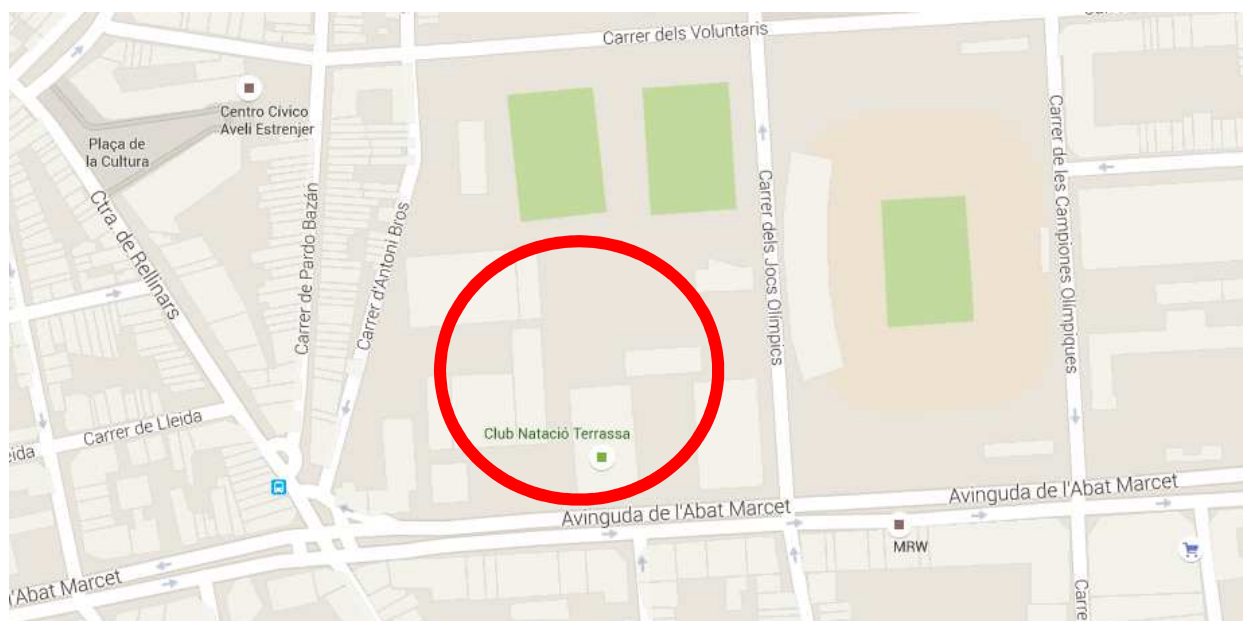 Carrer dels Voluntaris
Centro Cívico
Aveli Estrenjer
Plaça de
la Cultura
Ctra. de Rellinars
Carrer de Pardo Bazán
Carrer d'Antoni Bros
Carrer dels Jocs Olímpics
Carrer de les Campiones Olímpiques
Carrer de Lleida
eida
Club Natació Terrassa
Avinguda de l'Abat Marcet
Avinguda de l'Abat Marcet
MRW
l'Abat Marcet
Carre